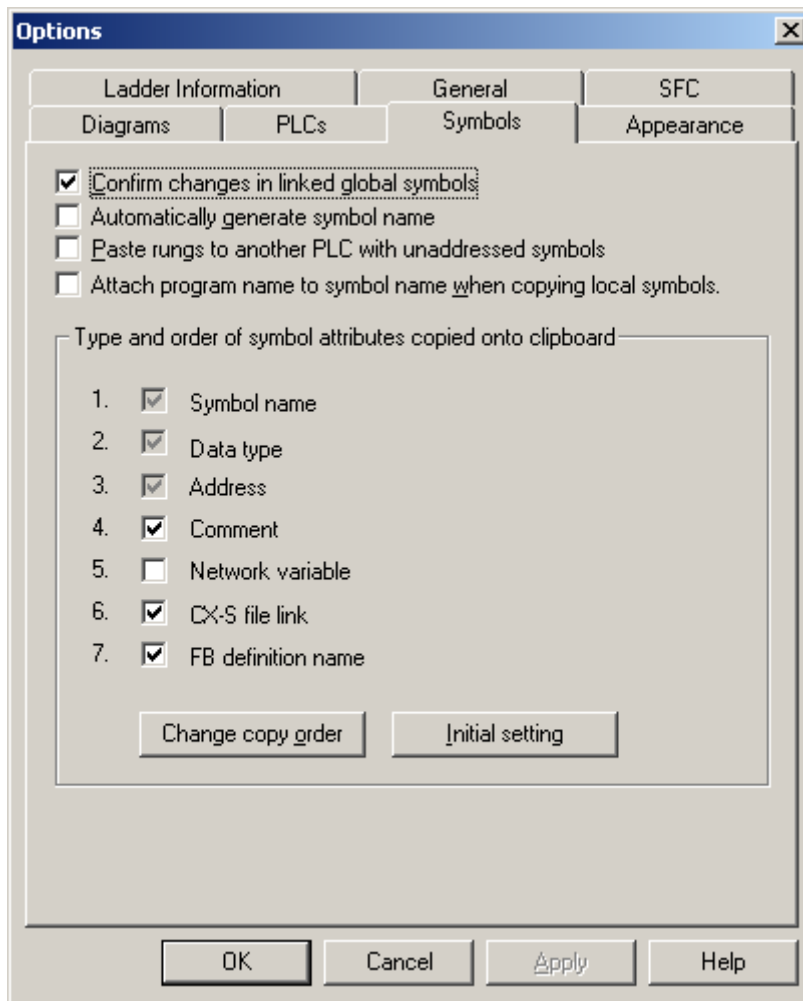 Options
Ladder Information General SFC
Diagrams PLCs Symbols Appearance
Confirm changes in linked global symbols
Automatically generate symbol name
Paste rungs to another PLC with unaddressed symbols
Attach program name to symbol name when copying local symbols.
Type and order of symbol attributes copied onto clipboard
1. Symbol name
2. Data type
3. Address
4. Comment
5. Network variable
6. CX-S file link
7. FB definition name
Change copy order Initial setting
OK Cancel Apply Help